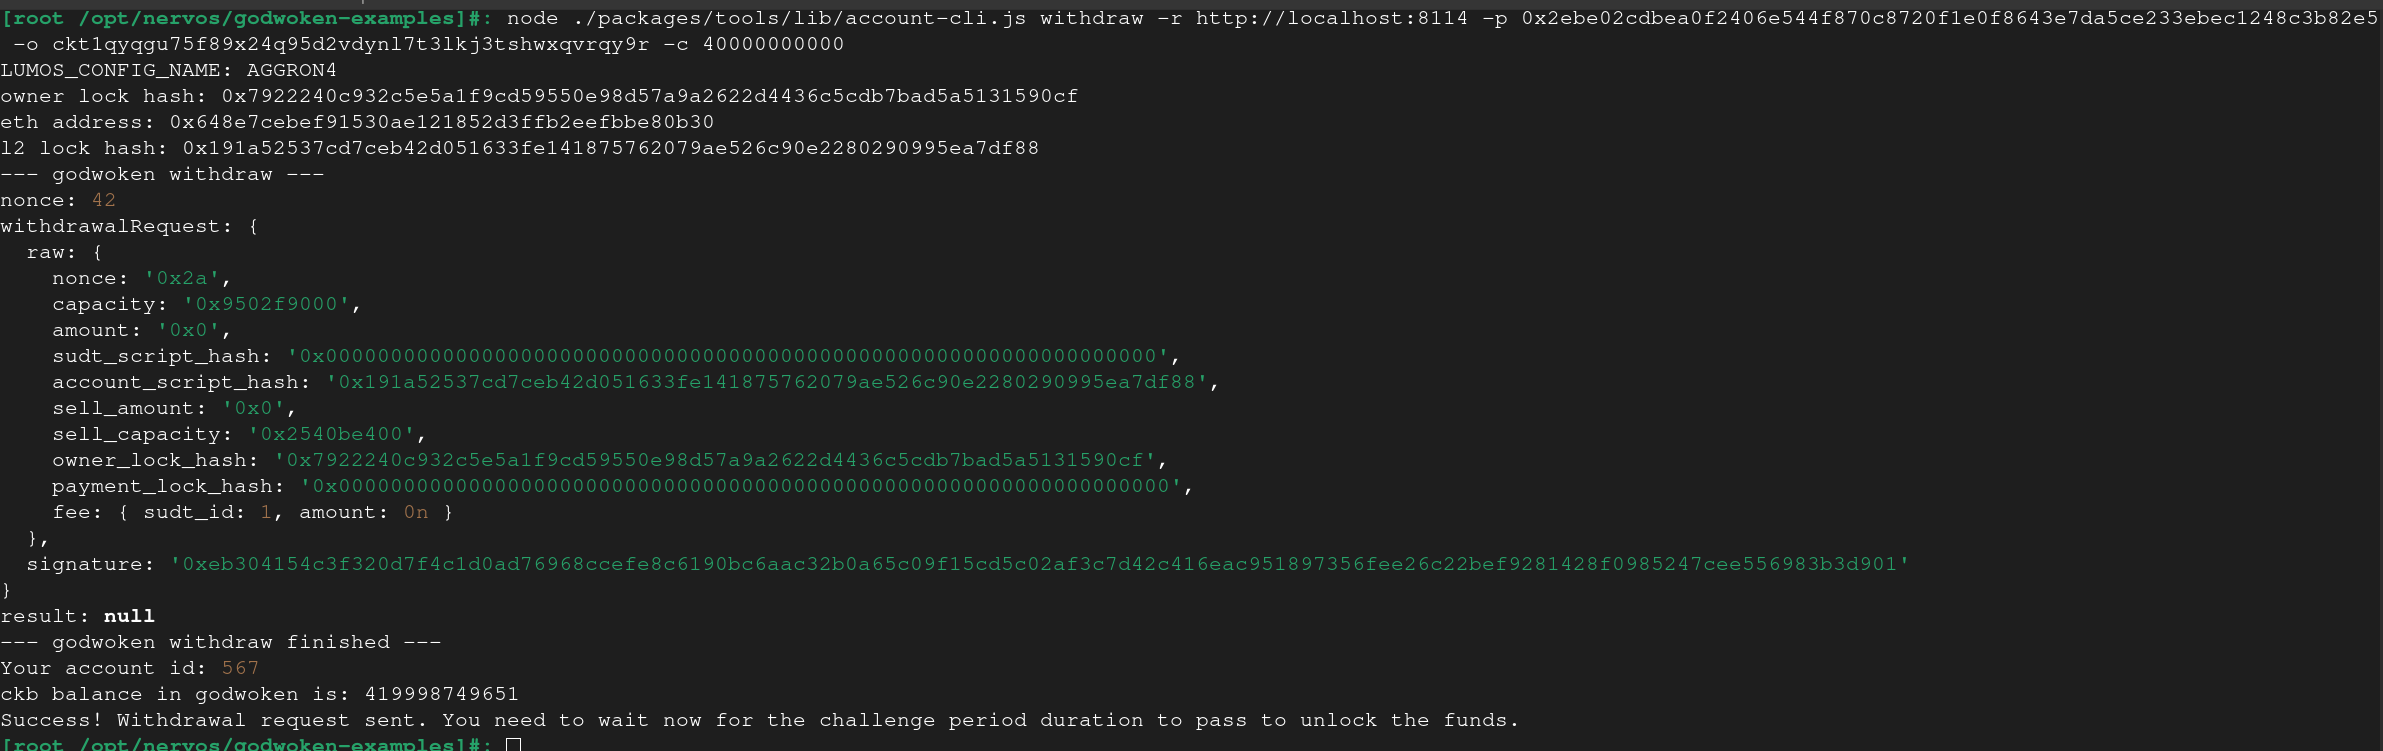 [root /opt/nervos/godwoken-examples]#: node ./packages/tools/lib/account-cli.js withdraw -r http://localhost:8114 -p 0x2ebe02cdbea0f2406e544f870c8720f1e0f8643e7da5ce233ebec1248c3b82e5
-o ckt1qyqgu75f89x24q95d2vdynl7t3lkj3tshwxqvrqy9r -c 40000000000
LUMOS_CONFIG_NAME: AGGRON4
owner lock hash: 0x7922240c932c5e5a1f9cd59550e98d57a9a2622d4436c5cdb7bad5a5131590cf
eth address: 0x648e7cebef91530ae121852d3ffb2eefbbe80b30
l2 lock hash: 0x191a52537cd7ceb42d051633fe141875762079ae526c90e2280290995ea7df88
--- godwoken withdraw ---
nonce: 42
withdrawalRequest: {
  raw: {
    nonce: '0x2a',
    capacity: '0x9502f9000',
    amount: '0x0',
    sudt_script_hash: '0x0000000000000000000000000000000000000000000000000000000000000000',
    account_script_hash: '0x191a52537cd7ceb42d051633fe141875762079ae526c90e2280290995ea7df88',
    sell_amount: '0x0',
    sell_capacity: '0x2540be400',
    owner_lock_hash: '0x7922240c932c5e5a1f9cd59550e98d57a9a2622d4436c5cdb7bad5a5131590cf',
    payment_lock_hash: '0x0000000000000000000000000000000000000000000000000000000000000000',
    fee: { sudt_id: 1, amount: 0n }
  },
  signature: '0xeb304154c3f320d7f4c1d0ad76968ccefe8c6190bc6aac32b0a65c09f15cd5c02af3c7d42c416eac951897356fee26c22bef9281428f0985247cee556983b3d901'
}
result: null
--- godwoken withdraw finished ---
Your account id: 567
ckb balance in godwoken is: 419998749651
Success! Withdrawal request sent. You need to wait now for the challenge period duration to pass to unlock the funds.
[root /opt/nervos/godwoken-examples]#: